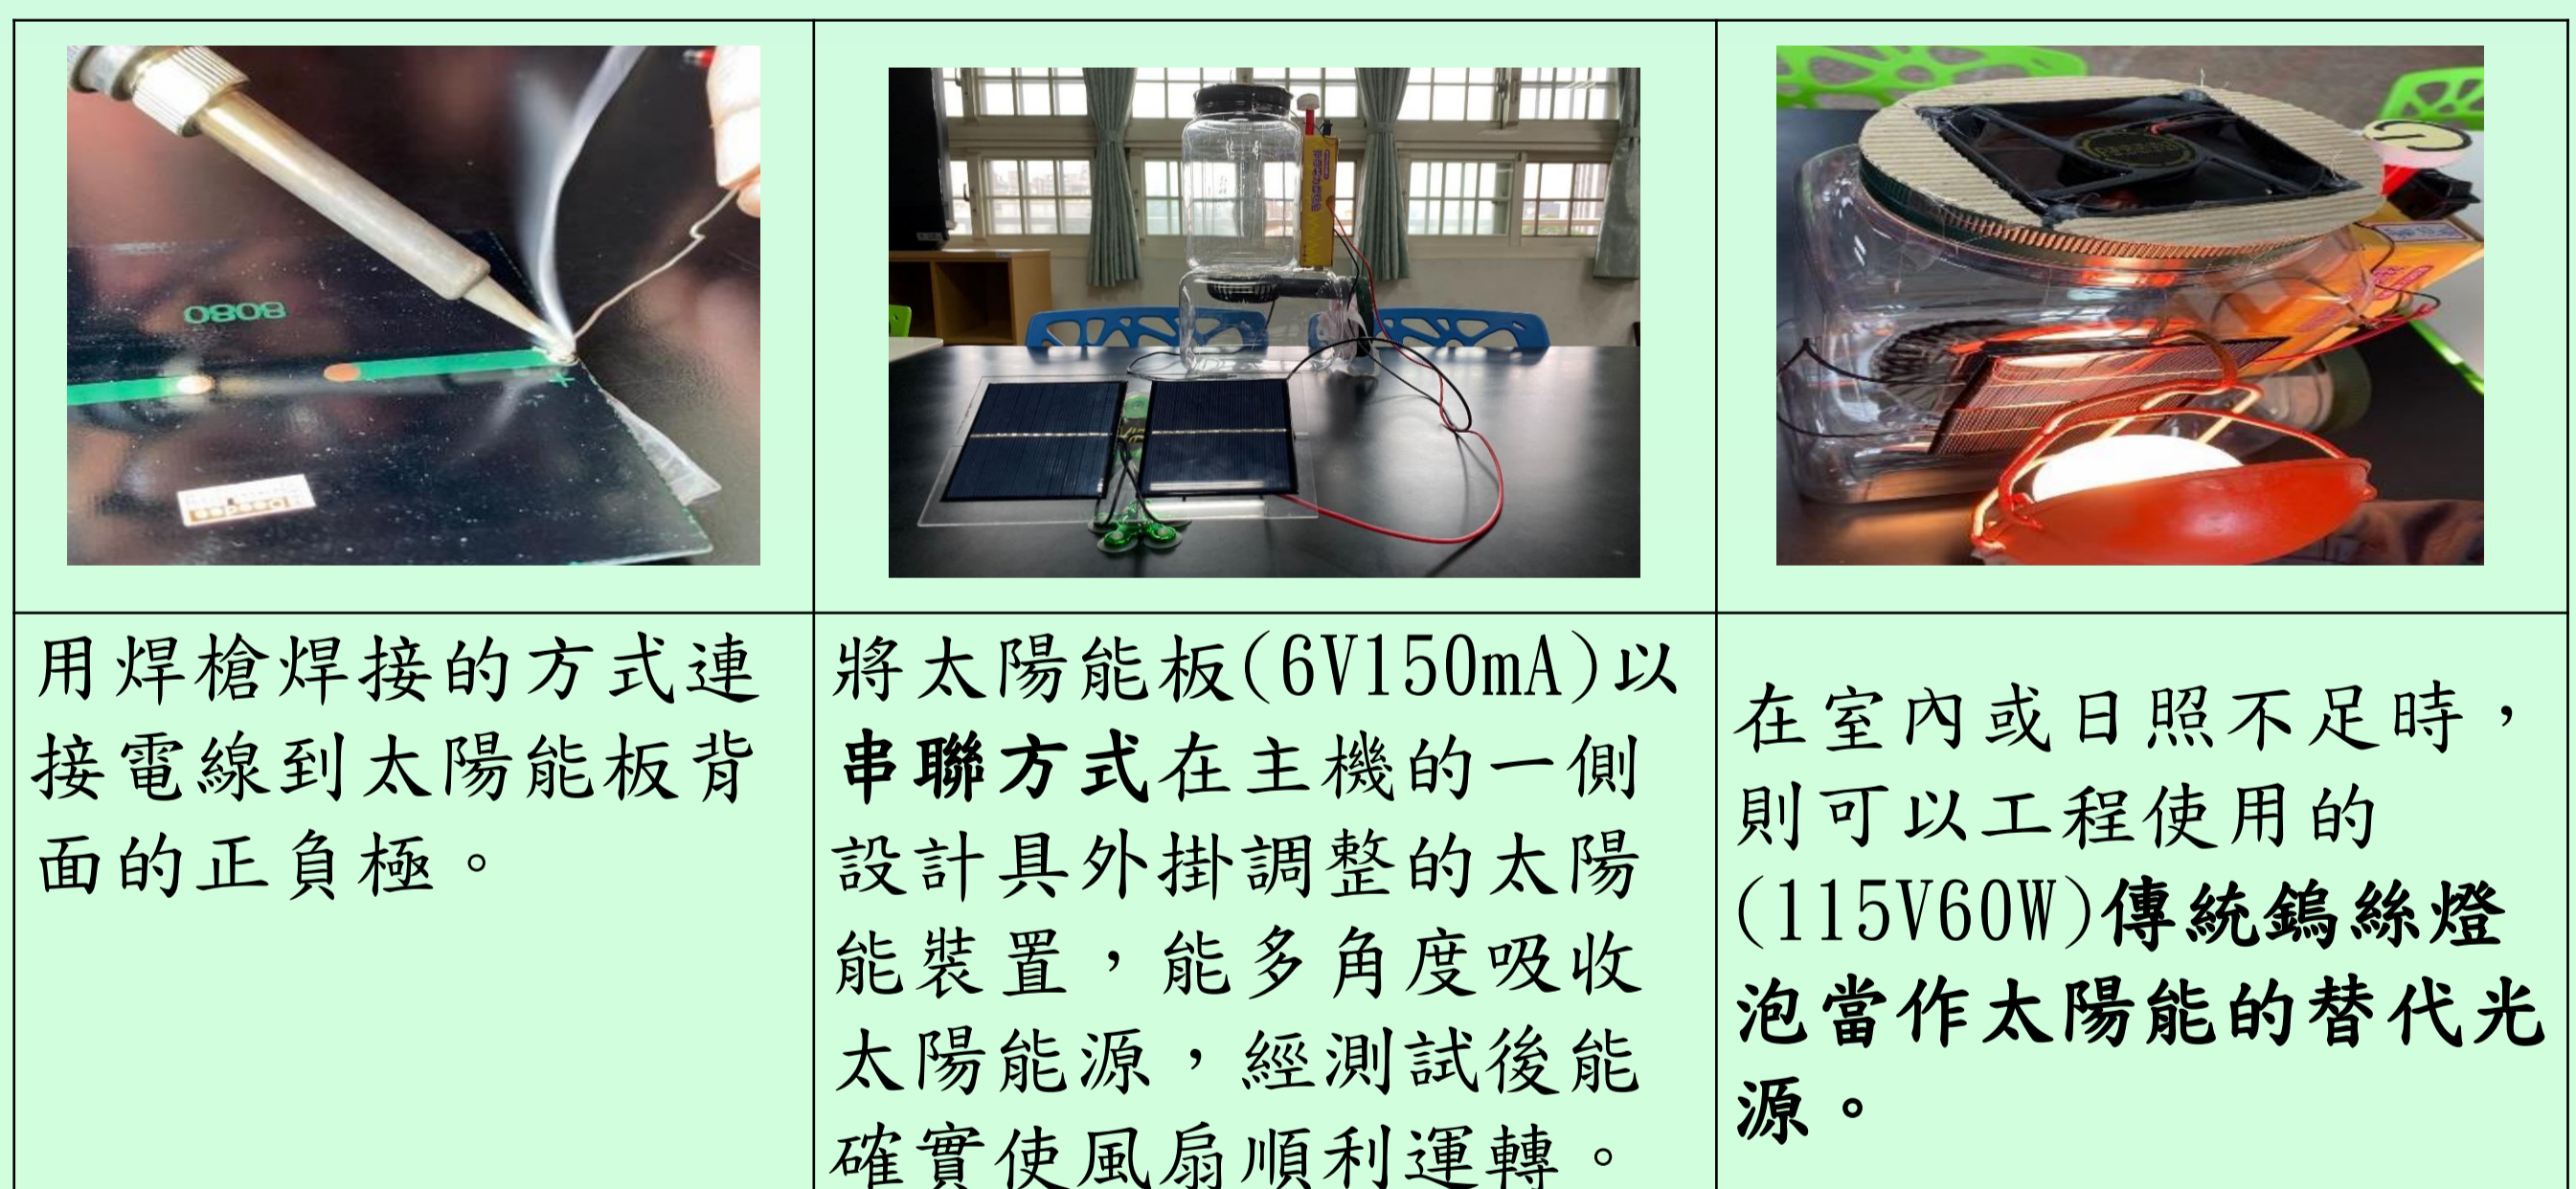 8080
用焊槍焊接的方式連
接電線到太陽能板背
面的正負極。
將太陽能板(6V150mA)以
串聯方式在主機的一側
設計具外掛調整的太陽
能裝置，能多角度吸收
太陽能源，經測試後能
確實使風扇順利運轉。
在室內或日照不足時，
則可以工程使用的
(115V60W)傳統鎢絲燈
泡當作太陽能的替代光
源。